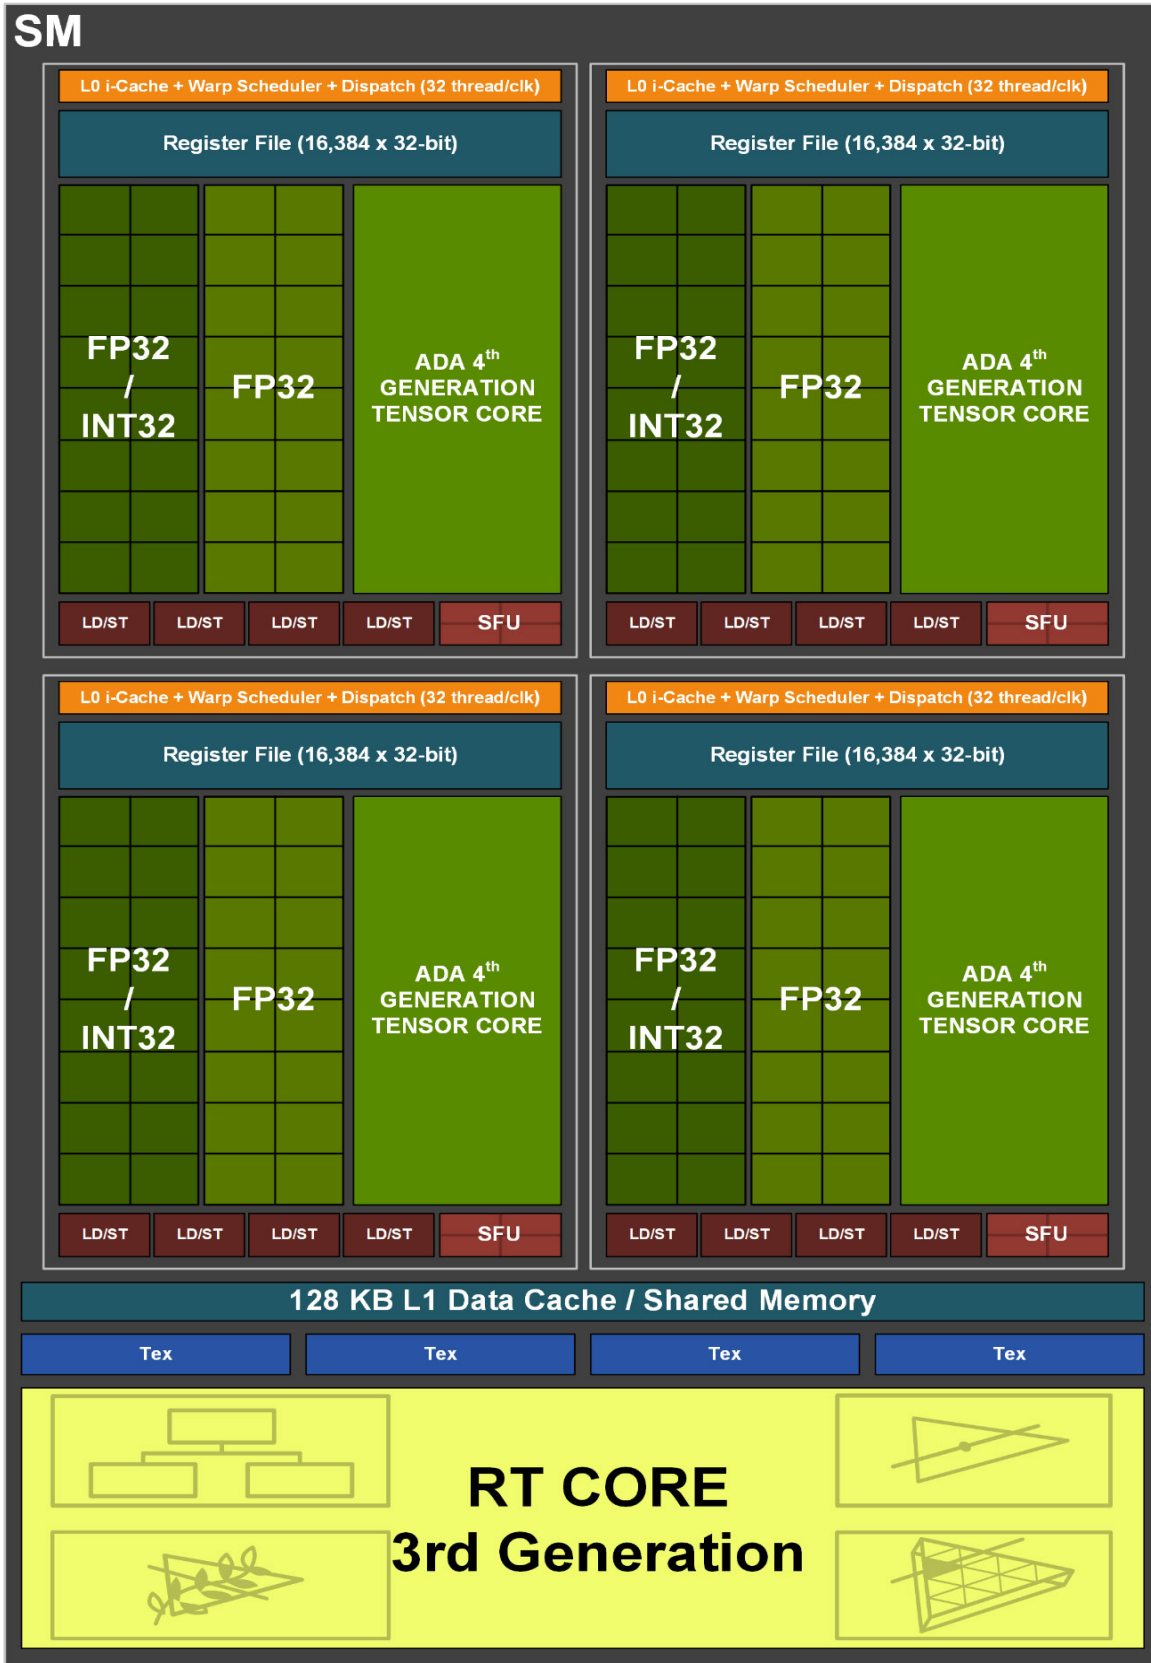 SM
L0 i-Cache + Warp Scheduler + Dispatch (32 thread/clk)
Register File (16,384 x 32-bit)
FP32
/
INT32
FP32
ADA 4th
GENERATION
TENSOR CORE
LD/ST
LD/ST
LD/ST
LD/ST
SFU
L0 i-Cache + Warp Scheduler + Dispatch (32 thread/clk)
Register File (16,384 x 32-bit)
FP32
/
INT32
FP32
ADA 4th
GENERATION
TENSOR CORE
LD/ST
LD/ST
LD/ST
LD/ST
SFU
L0 i-Cache + Warp Scheduler + Dispatch (32 thread/clk)
Register File (16,384 x 32-bit)
FP32
/
INT32
FP32
ADA 4th
GENERATION
TENSOR CORE
LD/ST
LD/ST
LD/ST
LD/ST
SFU
L0 i-Cache + Warp Scheduler + Dispatch (32 thread/clk)
Register File (16,384 x 32-bit)
FP32
/
INT32
FP32
ADA 4th
GENERATION
TENSOR CORE
LD/ST
LD/ST
LD/ST
LD/ST
SFU
128 KB L1 Data Cache / Shared Memory
Tex
Tex
Tex
Tex
RT CORE
3rd Generation